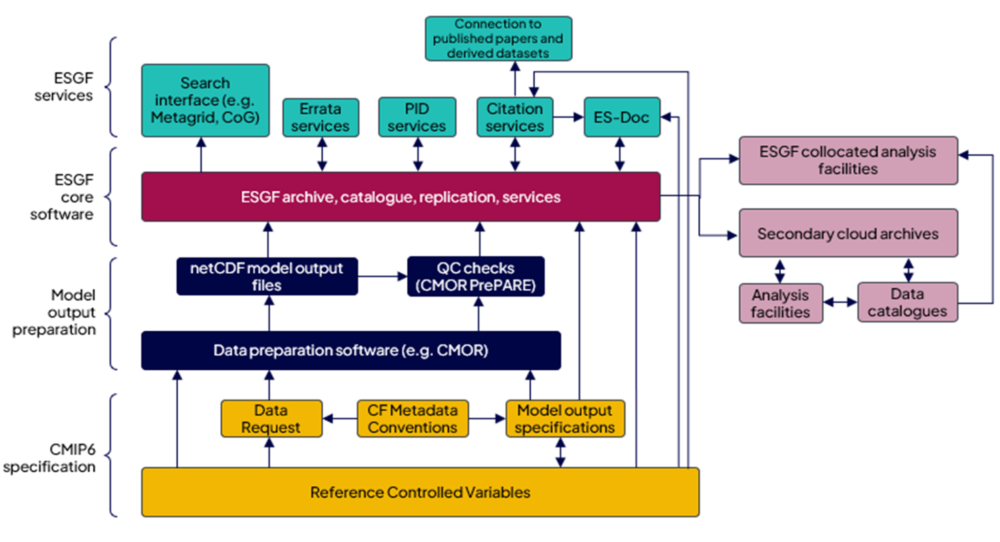 Connection to
published papers and
derived datasets
ESGF
services
Search
interface (e.g.
Metagrid, CoG)
Errata
services
PID
services
Citation
services
ES-Doc
ESGF
core
software
ESGF archive, catalogue, replication, services
ESGF collocated analysis
facilities
Secondary cloud archives
Analysis
facilities
Data
catalogues
Model
output
preparation
netCDF model output
files
QC checks
(CMOR PrePARE)
Data preparation software (e.g. CMOR)
CMIP6
specification
Data
Request
CF Metadata
Conventions
Model output
specifications
Reference Controlled Variables